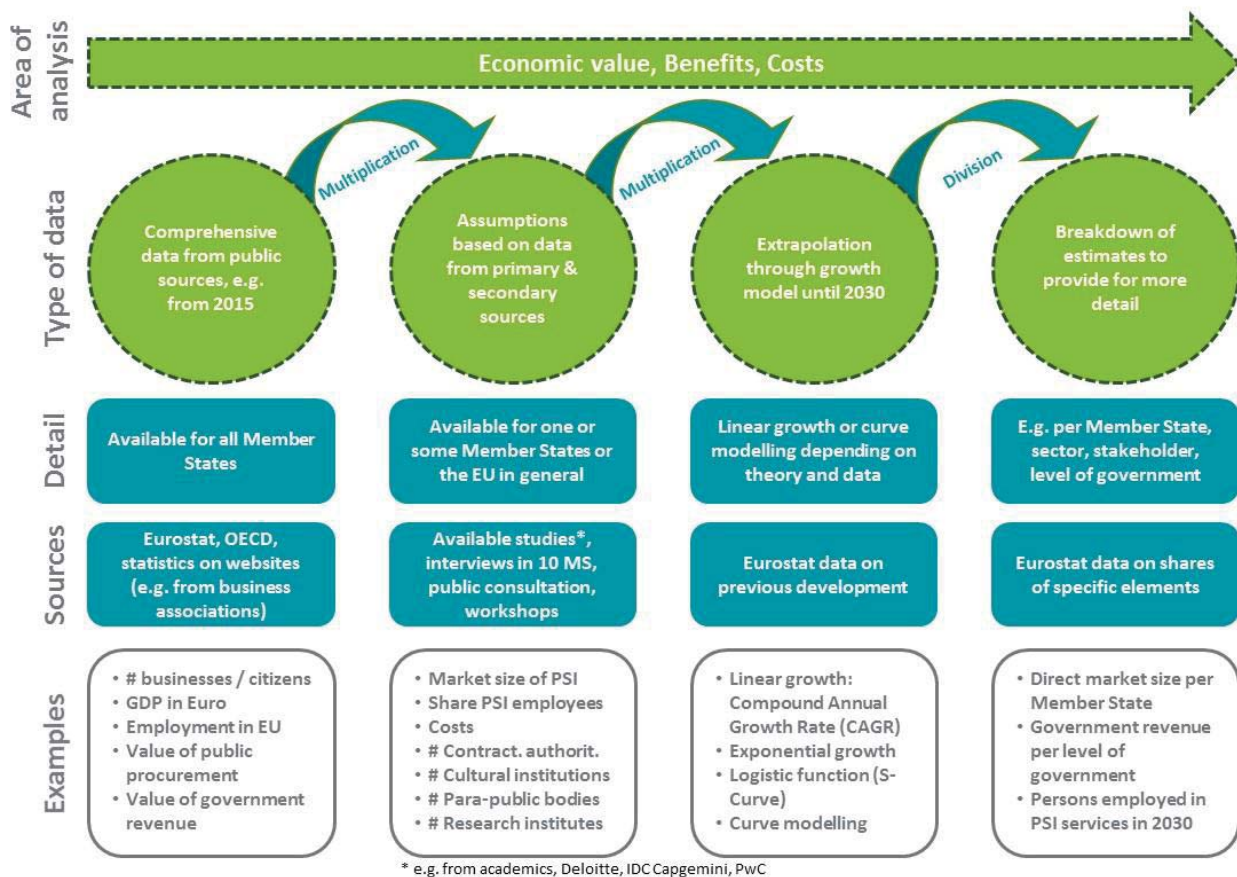 Area of
analysis
Economic value, Benefits, Costs
Multiplication
Multiplication
Division
Type of data
Comprehensive
data from public
sources, e.g.
from 2015
Assumptions
based on data
from primary &
secondary
sources
Extrapolation
through growth
model until 2030
Breakdown of
estimates to
provide for more
detail
Detail
Available for all Member
States
Available for one or
some Member States or
the EU in general
Linear growth or curve
modelling depending on
theory and data
E.g. per Member State,
sector, stakeholder,
level of government
Sources
Eurostat, OECD,
statistics on websites
(e.g. from business
associations)
Available studies*,
interviews in 10 MS,
public consultation,
workshops
Eurostat data on
previous development
Eurostat data on shares
of specific elements
Examples
• # businesses / citizens
• GDP in Euro
• Employment in EU
• Value of public
procurement
• Value of government
revenue
• Market size of PSI
• Share PSI employees
• Costs
• # Contract. authorit.
• # Cultural institutions
• # Para-public bodies
• # Research institutes
• Linear growth:
Compound Annual
Growth Rate (CAGR)
• Exponential growth
• Logistic function (S-
Curve)
• Curve modelling
• Direct market size per
Member State
• Government revenue
per level of
government
• Persons employed in
PSI services in 2030
* e.g. from academics, Deloitte, IDC Capgemini, PwC